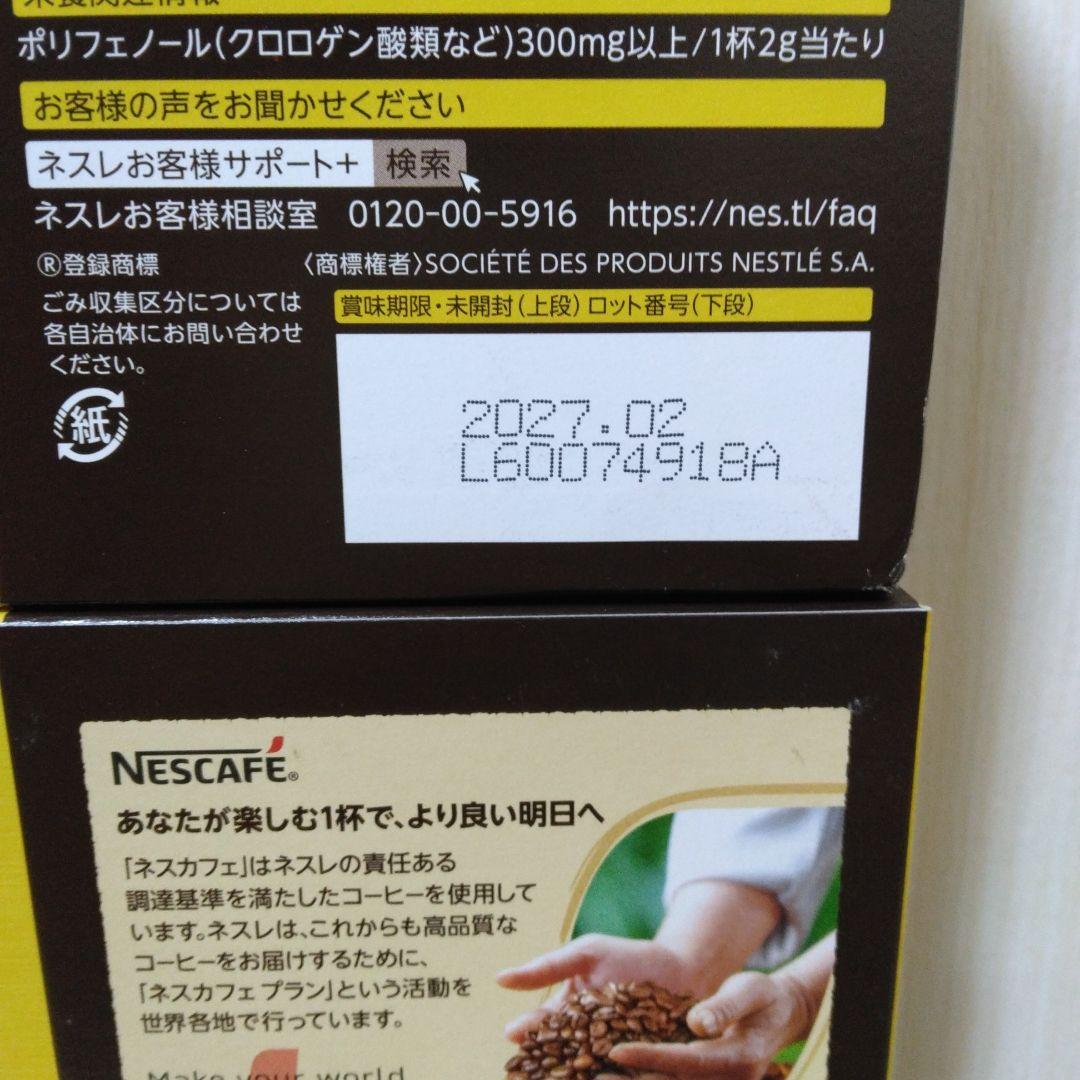 栄養関連情報
ポリフェノール(クロロゲン酸類など)300mg以上/1杯2g当たり
お客様の声をお聞かせください
ネスレお客様サポート+ 検索
ネスレお客様相談室 0120-00-5916 https://nes.tl/faq
®登録商標 〈商標権者〉SOCIÉTÉ DES PRODUITS NESTLÉ S.A.
ごみ収集区分については
各自治体にお問い合わせ
ください。
紙
賞味期限・未開封(上段) ロット番号(下段)
2027.02
L60074918A
NESCAFÉ®
あなたが楽しむ1杯で、より良い明日へ
「ネスカフェ」はネスレの責任ある
調達基準を満たしたコーヒーを使用して
います。ネスレは、これからも高品質な
コーヒーをお届けするために、
「ネスカフェ プラン」という活動を
世界各地で行っています。
Make your world